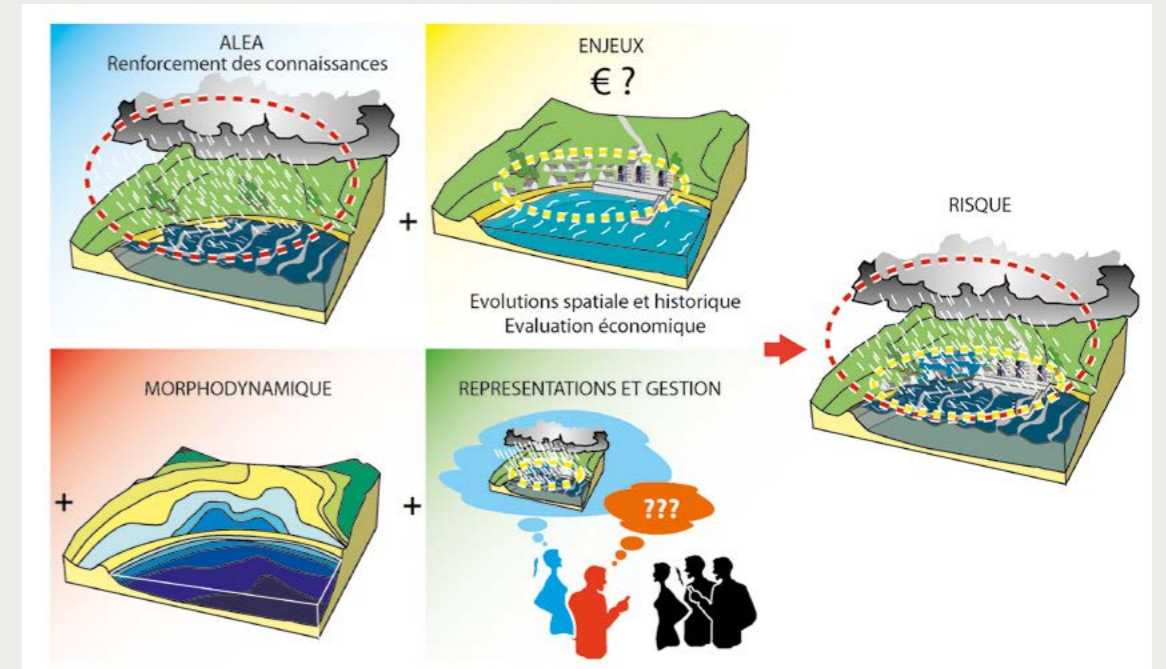 ALEA
Renforcement des connaissances
+
ENJEUX
€ ?
Evolutions spatiale et historique
Evaluation économique
+
MORPHODYNAMIQUE
+
REPRESENTATIONS ET GESTION
???
RISQUE